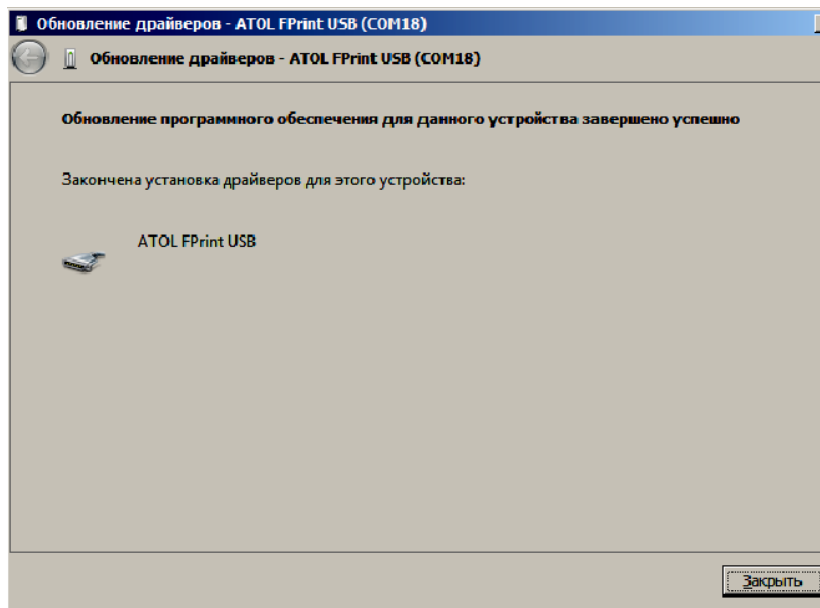 Обновление драйверов - ATOL FPrint USB (COM18)
Обновление драйверов - ATOL FPrint USB (COM18)
Обновление программного обеспечения для данного устройства завершено успешно
Закончена установка драйверов для этого устройства:
ATOL FPrint USB
Закрыть